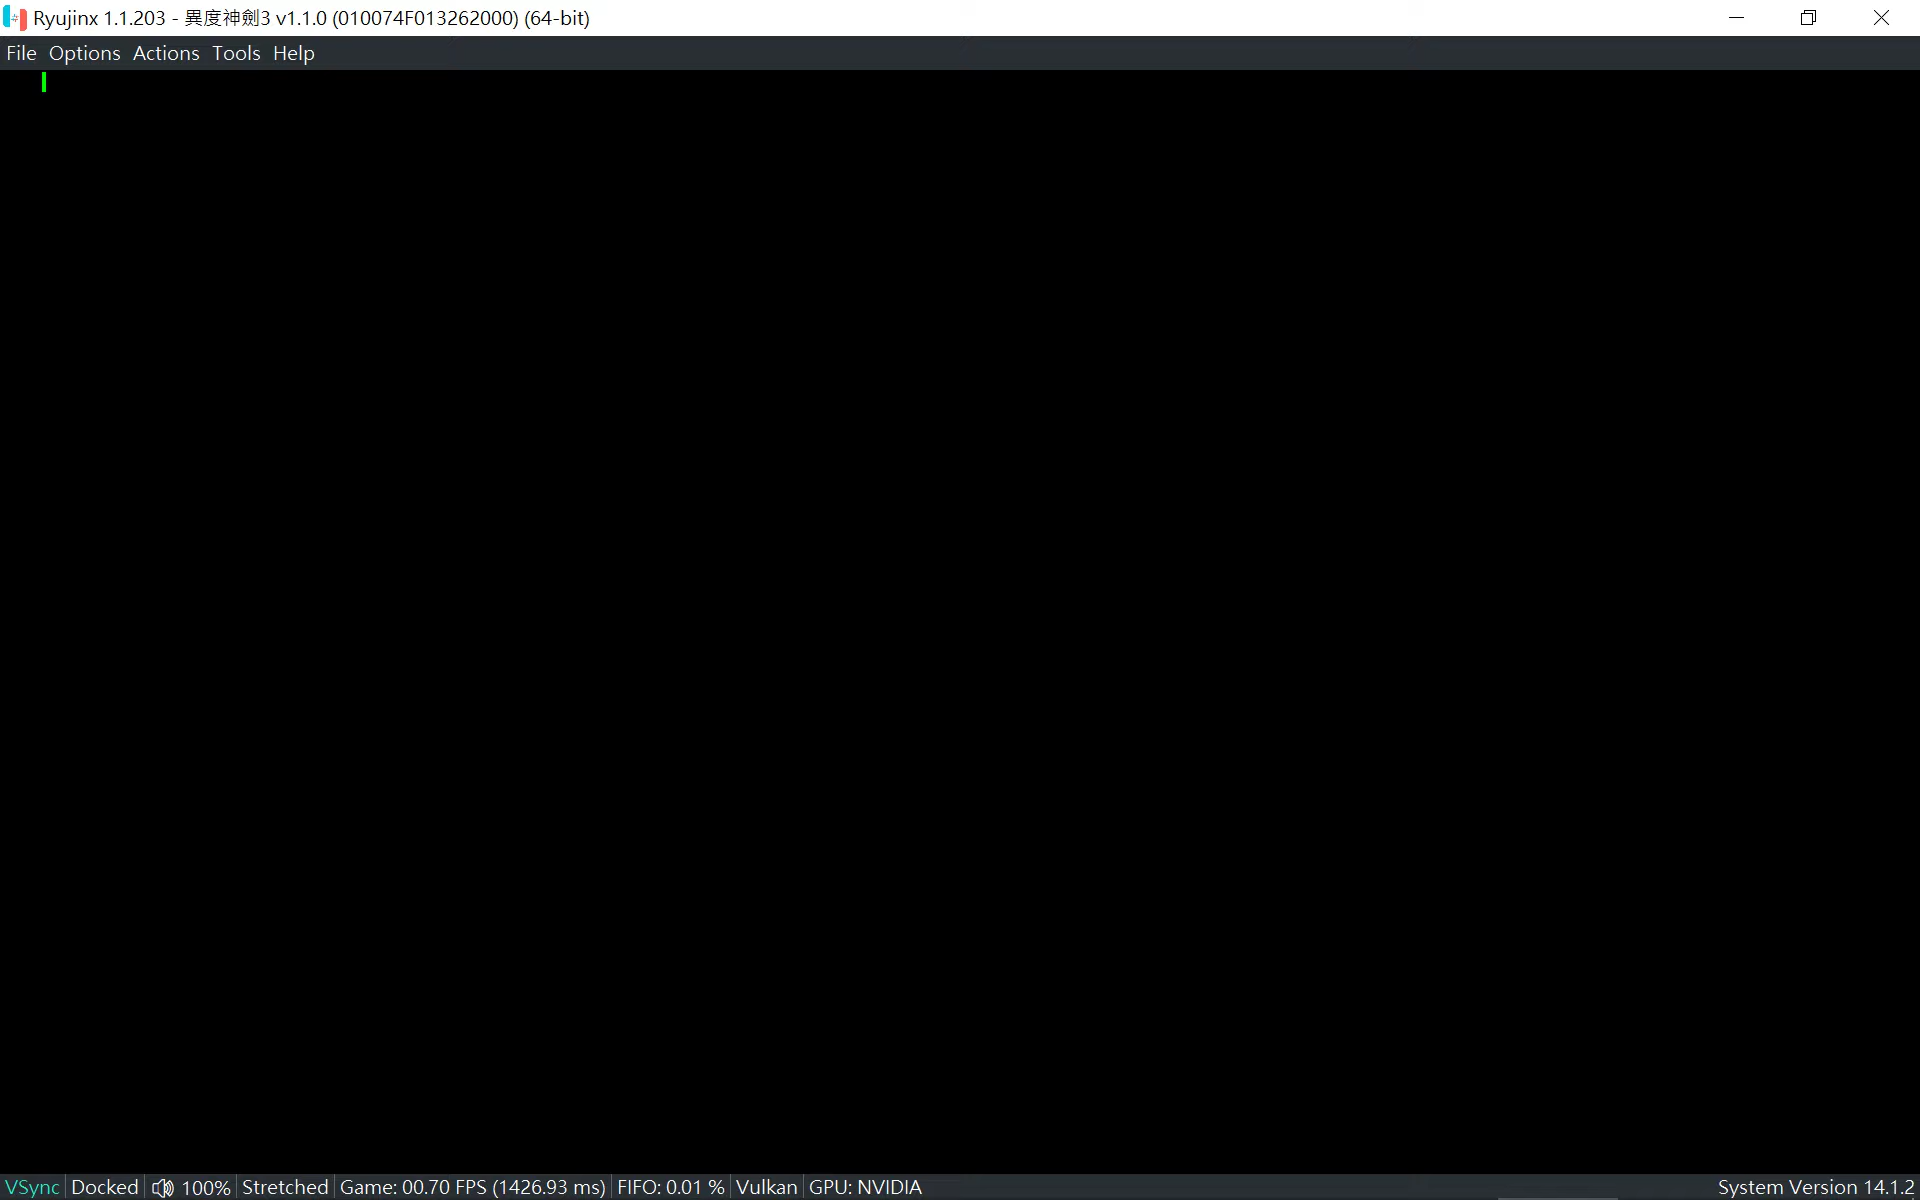 Ryujinx 1.1.203 - 異度神劍3 v1.1.0 (010074F013262000) (64-bit)
File Options Actions Tools Help
VSync Docked 100% Stretched Game: 00.70 FPS (1426.93 ms) FIFO: 0.01 % Vulkan GPU: NVIDIA System Version 14.1.2